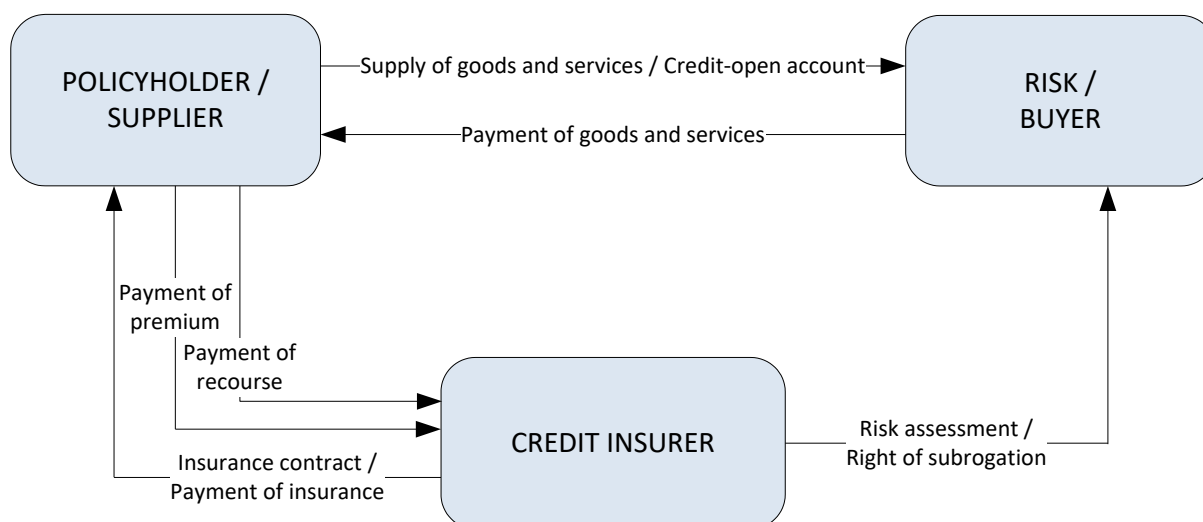 POLICYHOLDER /
SUPPLIER
Supply of goods and services / Credit-open account
RISK /
BUYER
Payment of goods and services
Payment of
premium
Payment of
recourse
CREDIT INSURER
Risk assessment /
Right of subrogation
Insurance contract /
Payment of insurance